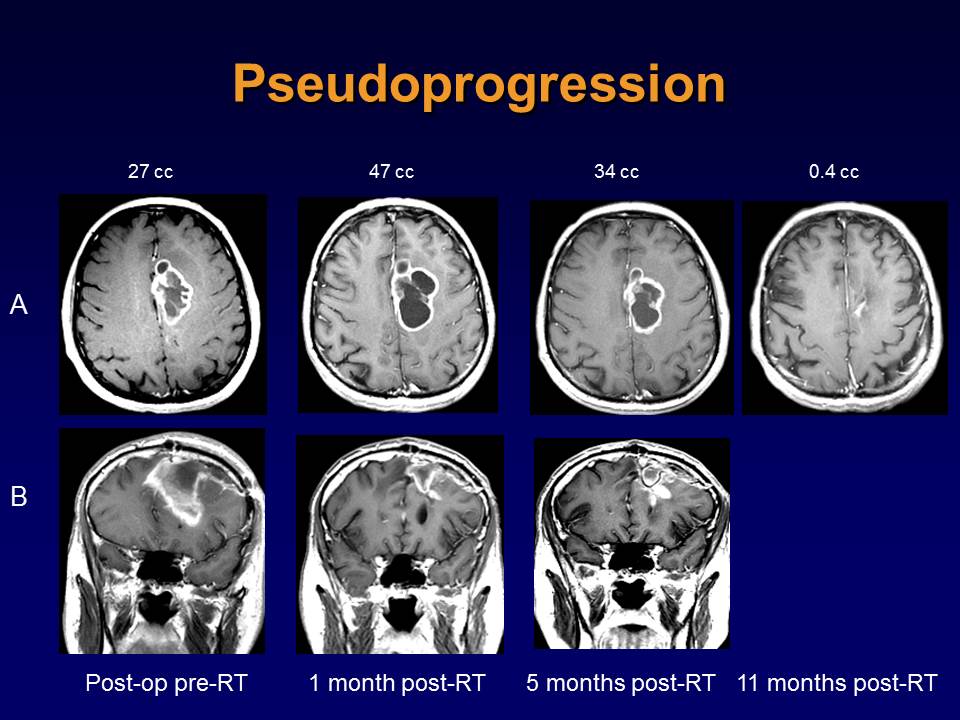 Pseudoprogression
27 cc 47 cc 34 cc 0.4 cc
A
B
Post-op pre-RT 1 month post-RT 5 months post-RT 11 months post-RT